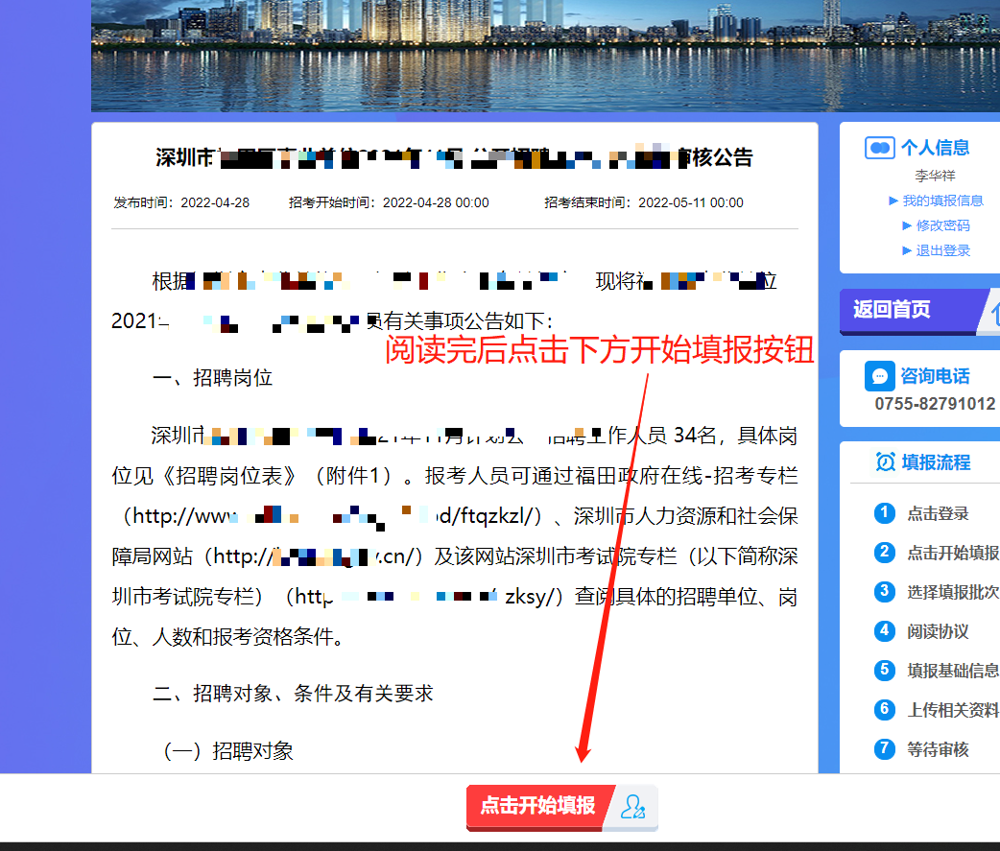 深圳市
审核公告
发布时间：2022-04-28 招考开始时间：2022-04-28 00:00 招考结束时间：2022-05-11 00:00
根据 现将 位
2021 员有关事项公告如下：
阅读完后点击下方开始填报按钮
一、招聘岗位
深圳市 21年11月计划公 招聘工作人员 34名，具体岗
位见《招聘岗位表》（附件1）。报考人员可通过福田政府在线-招考专栏
（http://www. d/ftqzkzl/）、深圳市人力资源和社会保
障局网站（http:// v.cn/）及该网站深圳市考试院专栏（以下简称深
圳市考试院专栏）（http zksy/）查阅具体的招聘单位、岗
位、人数和报考资格条件。
二、招聘对象、条件及有关要求
（一）招聘对象
点击开始填报
个人信息
李华祥
▶ 我的填报信息
▶ 修改密码
▶ 退出登录
返回首页
咨询电话
0755-82791012
填报流程
1 点击登录
2 点击开始填报
3 选择填报批次
4 阅读协议
5 填报基础信息
6 上传相关资料
7 等待审核